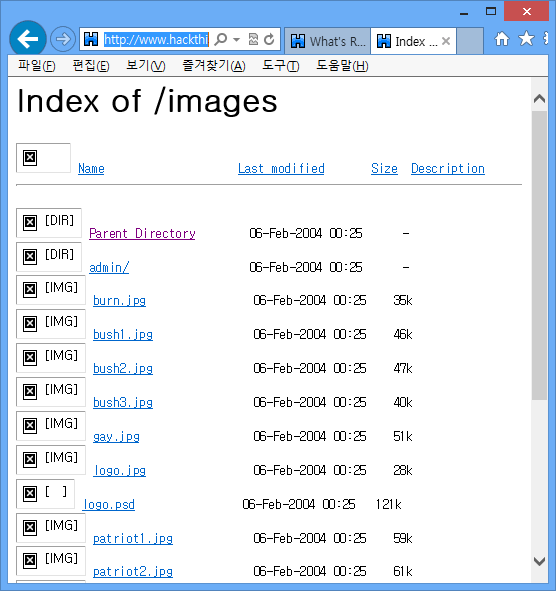 http://www.hackthi
What's R...
Index ...
파일(F) 편집(E) 보기(V) 즐겨찾기(A) 도구(T) 도움말(H)
Index of /images
Name Last modified Size Description
[DIR] Parent Directory 06-Feb-2004 00:25 -
[DIR] admin/ 06-Feb-2004 00:25 -
[IMG] burn.jpg 06-Feb-2004 00:25 35k
[IMG] bush1.jpg 06-Feb-2004 00:25 46k
[IMG] bush2.jpg 06-Feb-2004 00:25 47k
[IMG] bush3.jpg 06-Feb-2004 00:25 40k
[IMG] gay.jpg 06-Feb-2004 00:25 51k
[IMG] logo.jpg 06-Feb-2004 00:25 28k
[ ] logo.psd 06-Feb-2004 00:25 121k
[IMG] patriot1.jpg 06-Feb-2004 00:25 59k
[IMG] patriot2.jpg 06-Feb-2004 00:25 61k